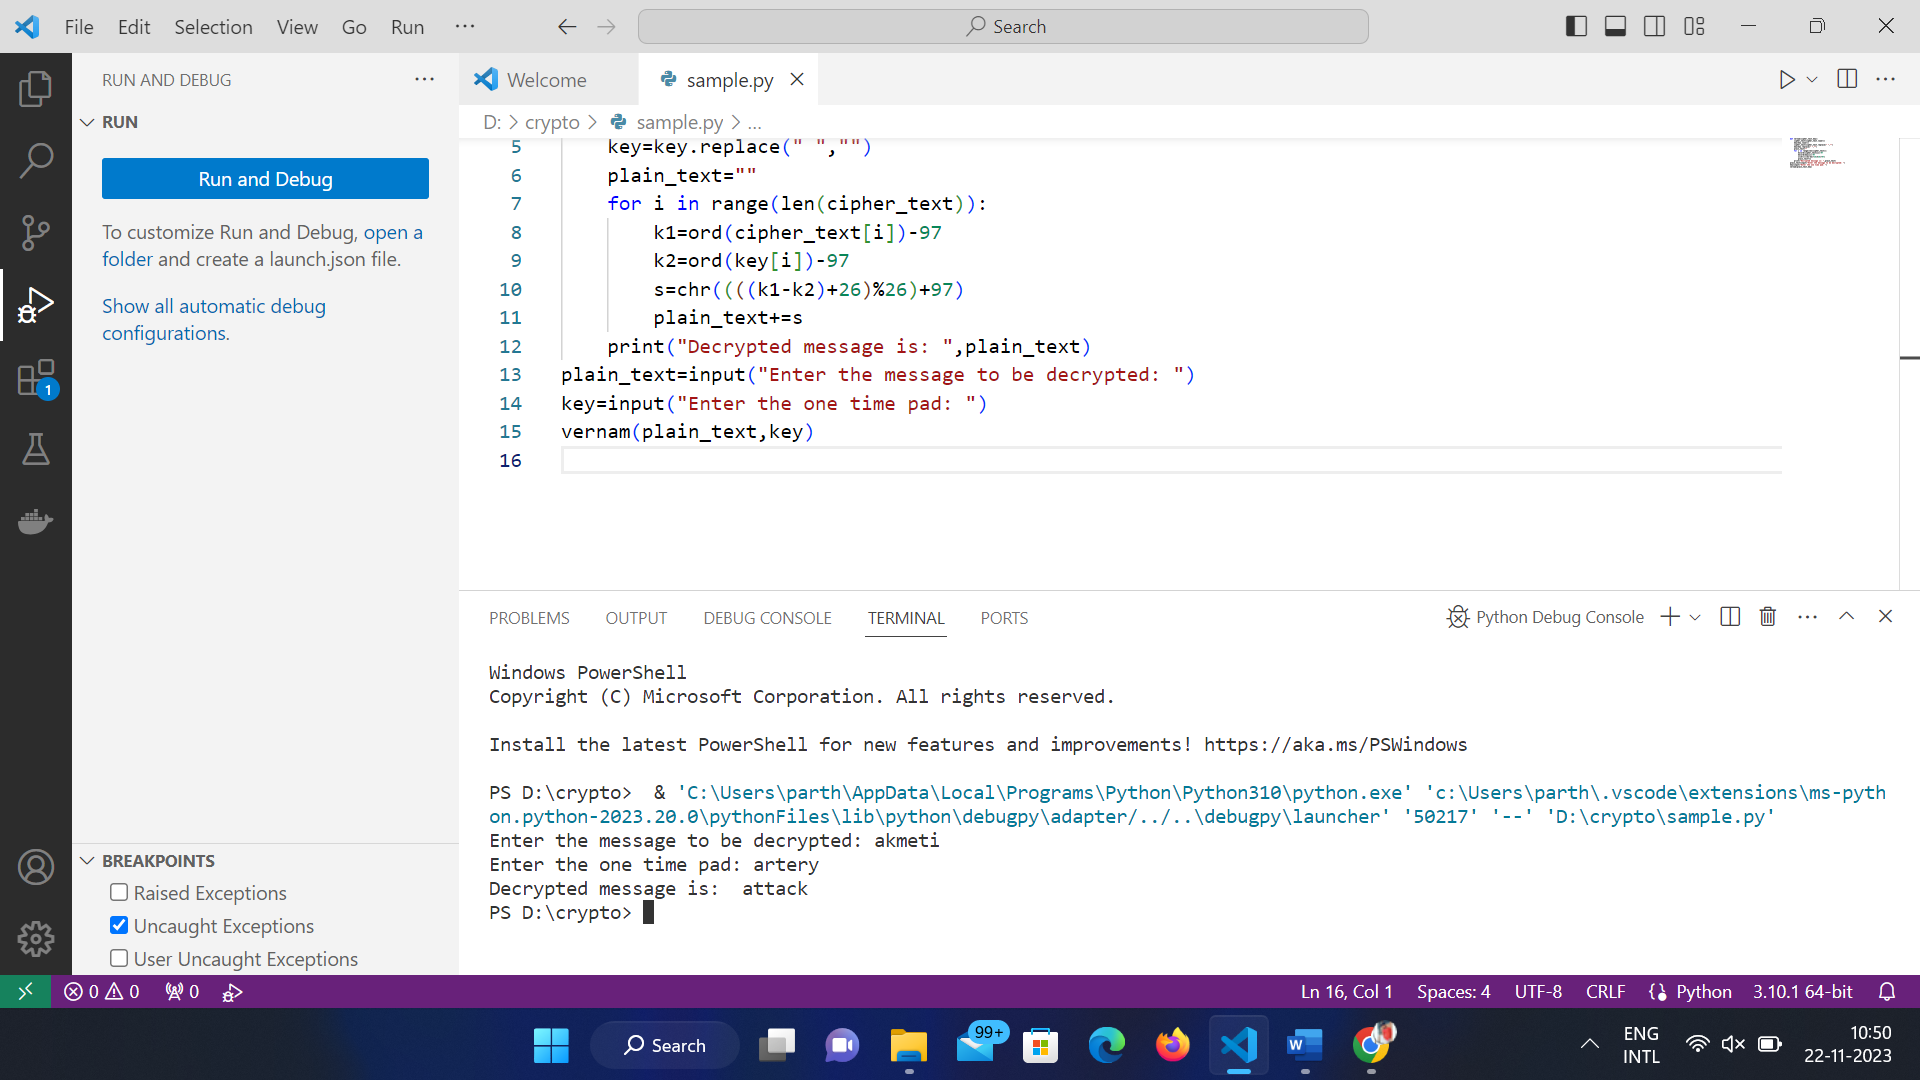 File Edit Selection View Go Run ···
Search
RUN AND DEBUG ···
RUN
Run and Debug
To customize Run and Debug, open a
folder and create a launch.json file.
Show all automatic debug
configurations.
1
BREAKPOINTS
Raised Exceptions
Uncaught Exceptions
User Uncaught Exceptions
Welcome sample.py
D: > crypto > sample.py > ...
5 key=key.replace(" ","")
6 plain_text=""
7 for i in range(len(cipher_text)):
8 k1=ord(cipher_text[i])-97
9 k2=ord(key[i])-97
10 s=chr((((k1-k2)+26)%26)+97)
11 plain_text+=s
12 print("Decrypted message is: ",plain_text)
13 plain_text=input("Enter the message to be decrypted: ")
14 key=input("Enter the one time pad: ")
15 vernam(plain_text,key)
16
PROBLEMS OUTPUT DEBUG CONSOLE TERMINAL PORTS Python Debug Console
Windows PowerShell
Copyright (C) Microsoft Corporation. All rights reserved.
Install the latest PowerShell for new features and improvements! https://aka.ms/PSWindows
PS D:\crypto>  & 'C:\Users\parth\AppData\Local\Programs\Python\Python310\python.exe' 'c:\Users\parth\.vscode\extensions\ms-pyth
on.python-2023.20.0\pythonFiles\lib\python\debugpy\adapter/../..\debugpy\launcher' '50217' '--' 'D:\crypto\sample.py'
Enter the message to be decrypted: akmeti
Enter the one time pad: artery
Decrypted message is:  attack
PS D:\crypto>
0 0 0 Ln 16, Col 1 Spaces: 4 UTF-8 CRLF Python 3.10.1 64-bit
Search 99+ W ENG 10:50
INTL 22-11-2023